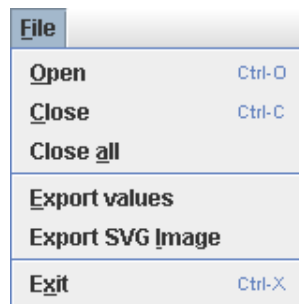 File
Open Ctrl-O
Close Ctrl-C
Close all
Export values
Export SVG Image
Exit Ctrl-X